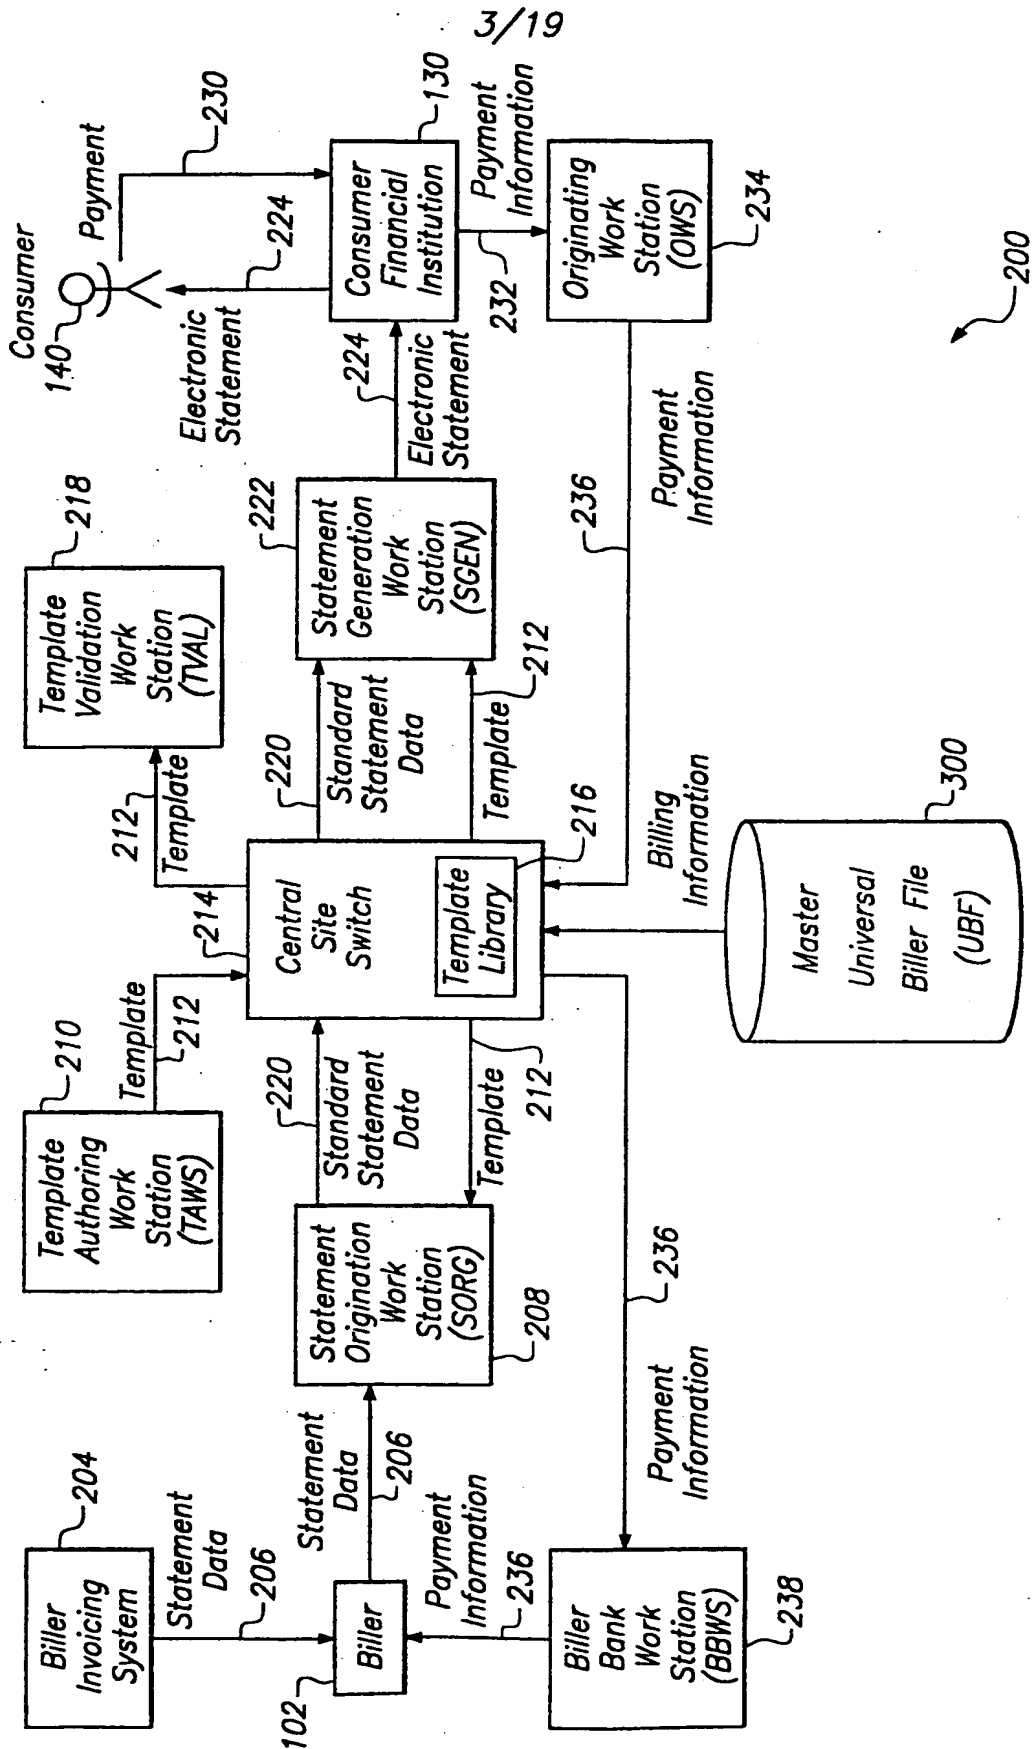 3/19
Biller
Invoicing
System
204
Statement
Data
206
Biller
102
Statement
Data
206
Payment
Information
236
Biller
Bank
Work
Station
(BBWS)
238
Template
Authoring
Work
Station
(TAWS)
210
Template
212
Statement
Origination
Work
Station
(SORG)
208
220
Standard
Statement
Data
Template
212
Central
Site
Switch
214
Template
Library
216
Template
212
Template
Validation
Work
Station
(TVAL)
218
220
Standard
Statement
Data
Template
212
Statement
Generation
Work
Station
(SGEN)
222
224
Electronic
Statement
Consumer
140
Payment
230
Electronic
Statement
224
Consumer
Financial
Institution
130
232
Payment
Information
Originating
Work
Station
(OWS)
234
236
Payment
Information
Billing
Information
Master
Universal
Biller File
(UBF)
300
236
Payment
Information
200